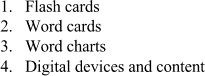 1. Flash cards
2. Word cards
3. Word charts
4. Digital devices and content